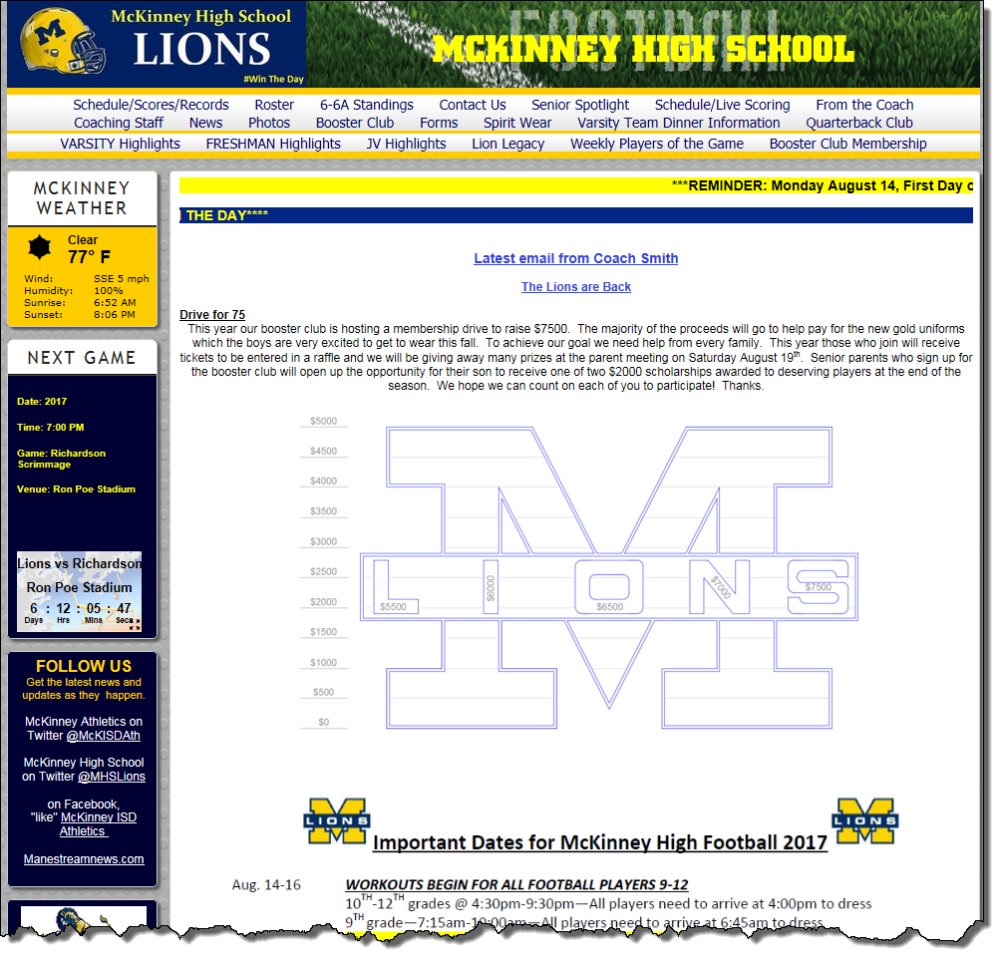 McKinney High School
LIONS
#Win The Day
FOOTBALL
MCKINNEY HIGH SCHOOL
Schedule/Scores/Records Roster 6-6A Standings Contact Us Senior Spotlight Schedule/Live Scoring From the Coach
Coaching Staff News Photos Booster Club Forms Spirit Wear Varsity Team Dinner Information Quarterback Club
VARSITY Highlights FRESHMAN Highlights JV Highlights Lion Legacy Weekly Players of the Game Booster Club Membership
MCKINNEY
WEATHER
Clear
77° F
Wind: SSE 5 mph
Humidity: 100%
Sunrise: 6:52 AM
Sunset: 8:06 PM
NEXT GAME
Date: 2017
Time: 7:00 PM
Game: Richardson
Scrimmage
Venue: Ron Poe Stadium
Lions vs Richardson
Ron Poe Stadium
6 : 12 : 05 : 47
Days Hrs Mins Secs
FOLLOW US
Get the latest news and
updates as they happen.
McKinney Athletics on
Twitter @McKISDAth
McKinney High School
on Twitter @MHSLions
on Facebook,
"like" McKinney ISD
Athletics
Manestreamnews.com
***REMINDER: Monday August 14, First Day o
THE DAY****
Latest email from Coach Smith
The Lions are Back
Drive for 75
This year our booster club is hosting a membership drive to raise $7500. The majority of the proceeds will go to help pay for the new gold uniforms
which the boys are very excited to get to wear this fall. To achieve our goal we need help from every family. This year those who join will receive
tickets to be entered in a raffle and we will be giving away many prizes at the parent meeting on Saturday August 19th. Senior parents who sign up for
the booster club will open up the opportunity for their son to receive one of two $2000 scholarships awarded to deserving players at the end of the
season. We hope we can count on each of you to participate! Thanks.
$5000
$4500
$4000
$3500
$3000
$2500
$2000
$1500
$1000
$500
$0
M
LIONS
$5500 $6000 $6500 $7000 $7500
LIONS LIONS
Important Dates for McKinney High Football 2017
Aug. 14-16 WORKOUTS BEGIN FOR ALL FOOTBALL PLAYERS 9-12
10TH-12TH grades @ 4:30pm-9:30pm—All players need to arrive at 4:00pm to dress
9TH grade—7:15am-10:00am—All players need to arrive at 6:45am to dress